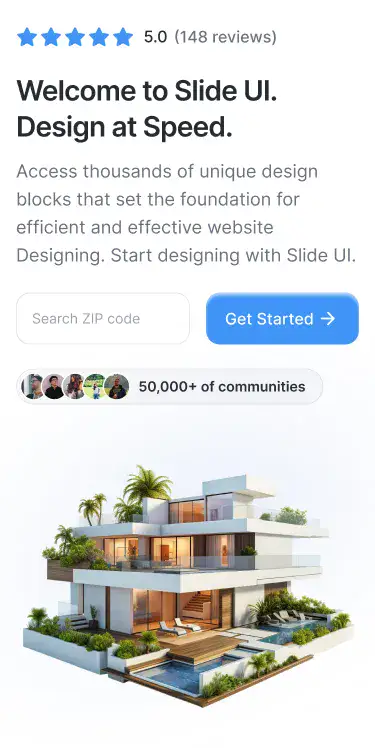 5.0 (148 reviews)
Welcome to Slide UI.
Design at Speed.
Access thousands of unique design
blocks that set the foundation for
efficient and effective website
Designing. Start designing with Slide UI.
Search ZIP code
Get Started →
50,000+ of communities